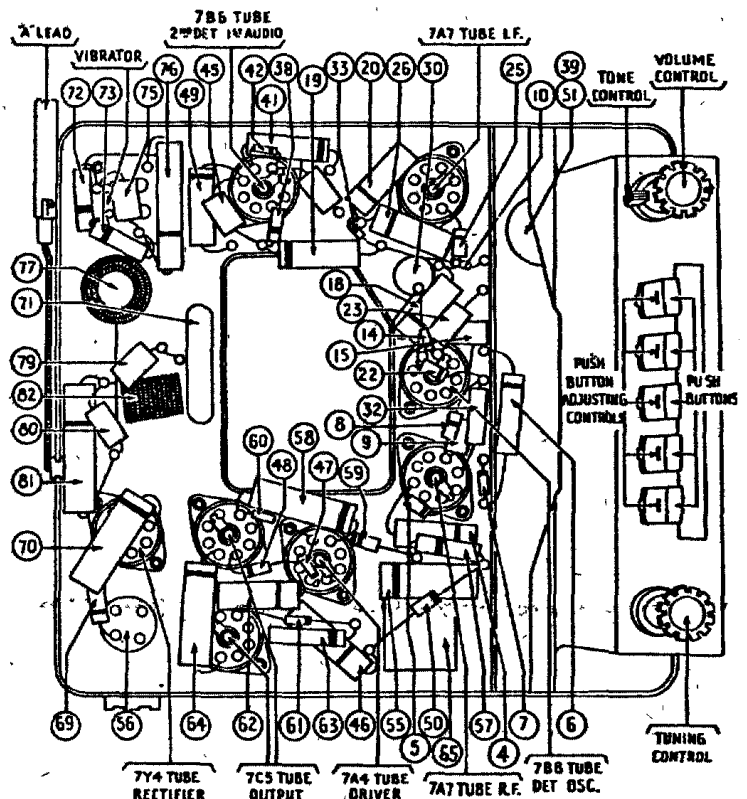 "A" LEAD
7B6 TUBE
2ND DET 1ST AUDIO
7A7 TUBE I.F.
VIBRATOR
TONE
CONTROL
VOLUME
CONTROL
72
73
75
76
49
45
42
41
38
19
33
20
26
30
25
10
39
51
77
71
79
82
80
81
70
18
23
14
15
22
32
8
9
60
48
58
47
59
PUSH
BUTTON
ADJUSTING
CONTROLS
PUSH
BUTTONS
69
56
64
62
61
63
46
55
5
50
65
57
4
7
6
7Y4 TUBE
RECTIFIER
7C5 TUBE
OUTPUT
7A4 TUBE
DRIVER
7A7 TUBE R.F.
7B8 TUBE
DET OSC.
TUNING
CONTROL